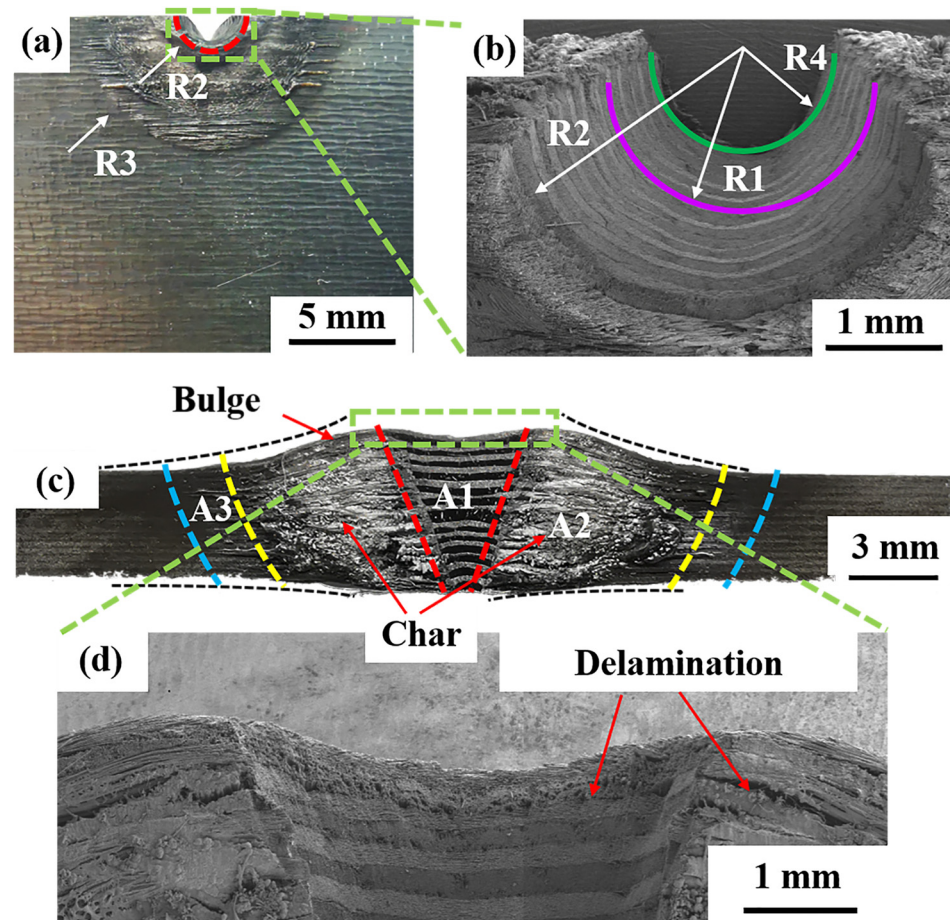 (a)
R2
R3
5 mm
(b)
R4
R2
R1
1 mm
Bulge
(c)
A3
A1
A2
3 mm
Char
(d)
Delamination
1 mm